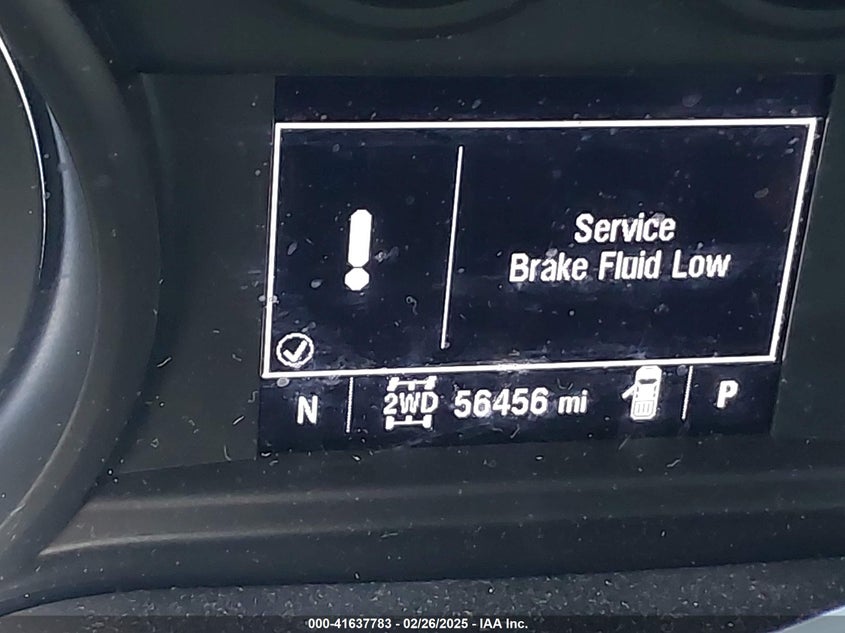 Service
Brake Fluid Low
N
2WD
56456 mi
P
000-41637783 - 02/26/2025 - IAA Inc.